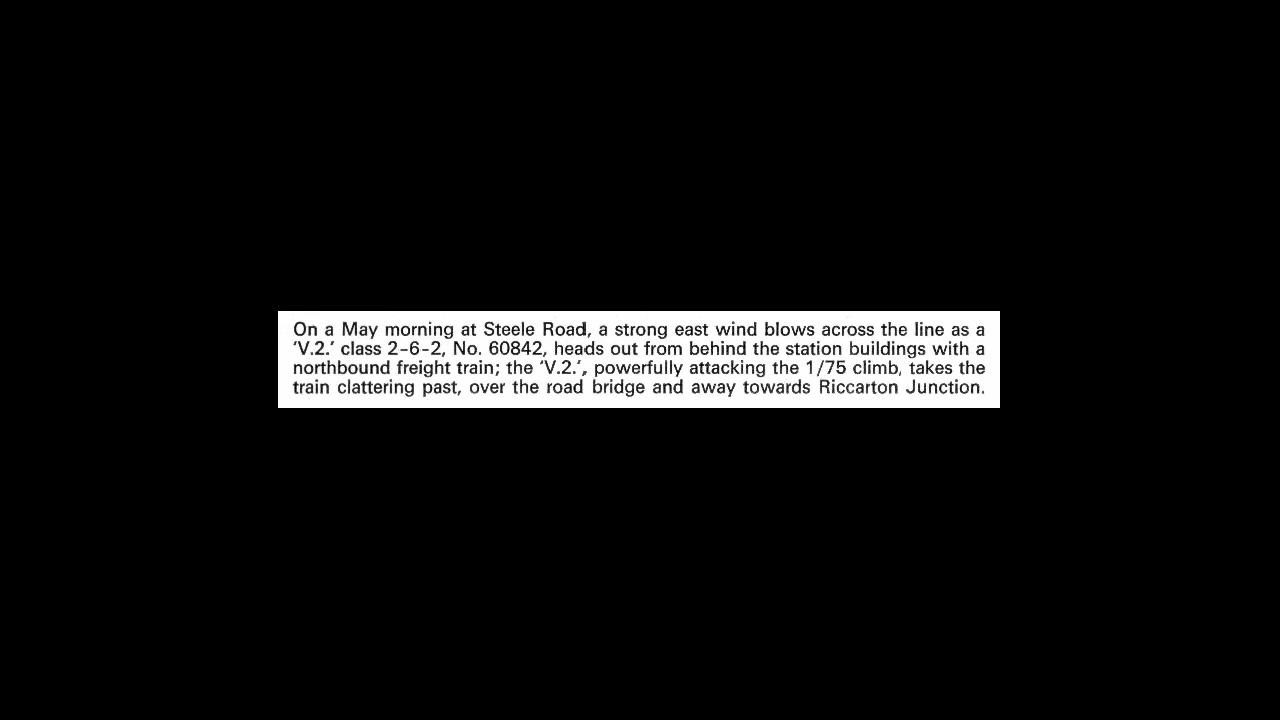 On a May morning at Steele Road, a strong east wind blows across the line as a
‘V.2.’ class 2-6-2, No. 60842, heads out from behind the station buildings with a
northbound freight train; the ‘V.2.’, powerfully attacking the 1/75 climb, takes the
train clattering past, over the road bridge and away towards Riccarton Junction.